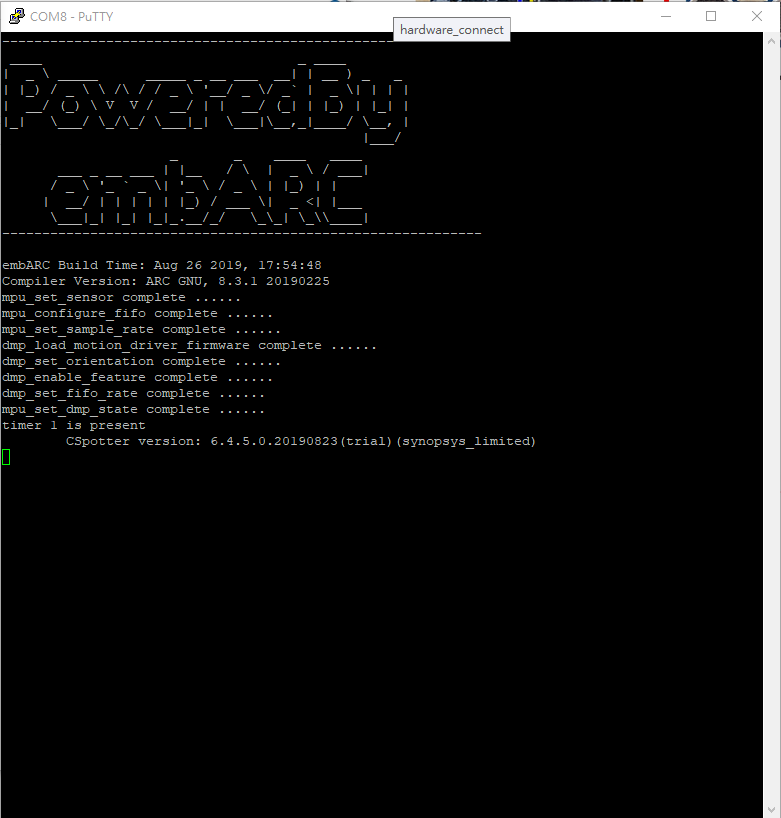 COM8 - PuTTY
hardware_connect
PoweredBy
embARC
embARC Build Time: Aug 26 2019, 17:54:48
Compiler Version: ARC GNU, 8.3.1 20190225
mpu_set_sensor complete ......
mpu_configure_fifo complete ......
mpu_set_sample_rate complete ......
dmp_load_motion_driver_firmware complete ......
dmp_set_orientation complete ......
dmp_enable_feature complete ......
dmp_set_fifo_rate complete ......
mpu_set_dmp_state complete ......
timer 1 is present
CSpotter version: 6.4.5.0.20190823(trial)(synopsys_limited)